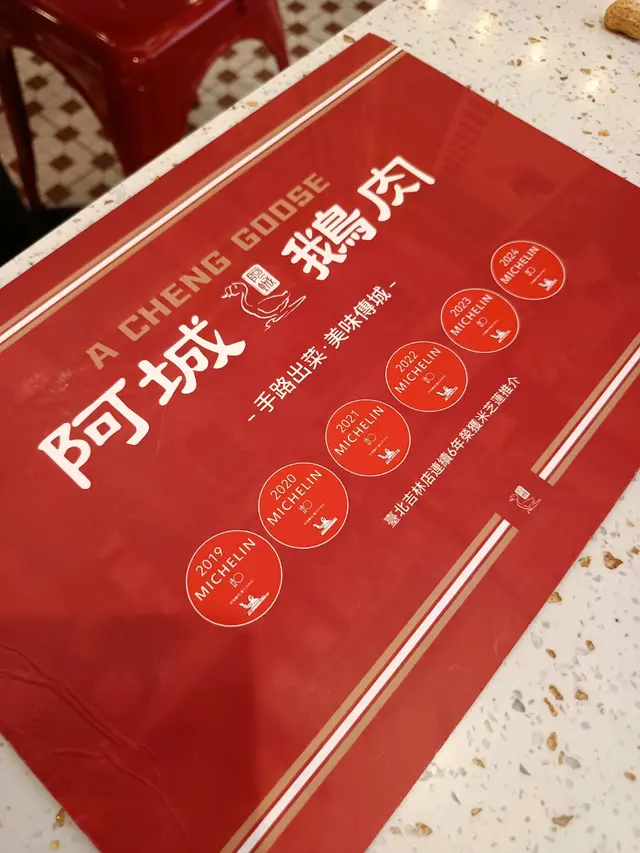 A CHENG GOOSE
阿城鵝肉
阿城
-手路出菜·美味傳城-
2019 MICHELIN
2020 MICHELIN
2021 MICHELIN
2022 MICHELIN
2023 MICHELIN
2024 MICHELIN
臺北吉林店連續6年榮獲米芝蓮推介